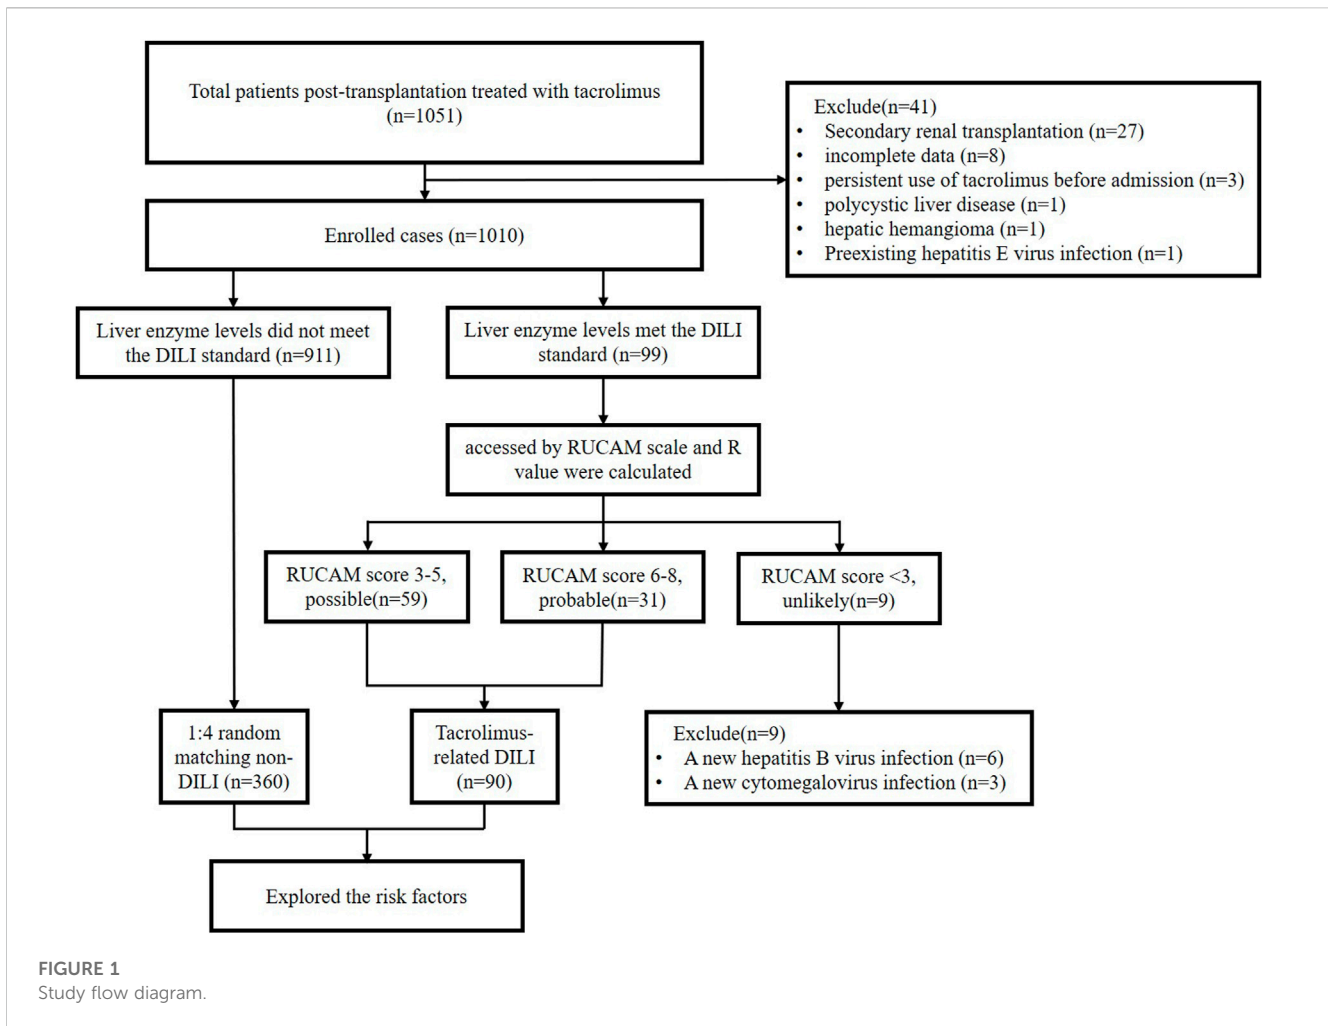 Total patients post-transplantation treated with tacrolimus
(n=1051)
Exclude(n=41)
• Secondary renal transplantation (n=27)
• incomplete data (n=8)
• persistent use of tacrolimus before admission (n=3)
• polycystic liver disease (n=1)
• hepatic hemangioma (n=1)
• Preexisting hepatitis E virus infection (n=1)
Enrolled cases (n=1010)
Liver enzyme levels did not meet
the DILI standard (n=911)
Liver enzyme levels met the DILI
standard (n=99)
accessed by RUCAM scale and R
value were calculated
RUCAM score 3-5,
possible(n=59)
RUCAM score 6-8,
probable(n=31)
RUCAM score <3,
unlikely(n=9)
1:4 random
matching non-
DILI (n=360)
Tacrolimus-
related DILI
(n=90)
Exclude(n=9)
• A new hepatitis B virus infection (n=6)
• A new cytomegalovirus infection (n=3)
Explored the risk factors
FIGURE 1
Study flow diagram.